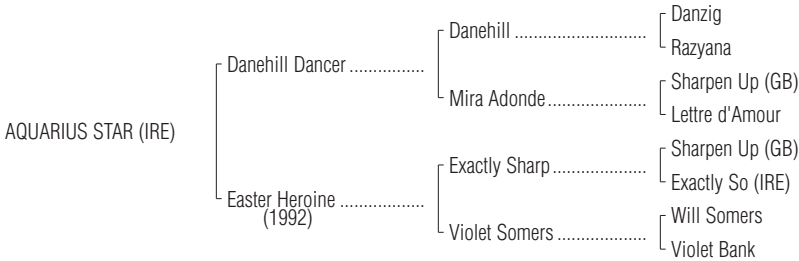 Danzig
Danehill ............................
Razyana
Danehill Dancer .................
Sharpen Up (GB)
Mira Adonde.....................
Lettre d'Amour
AQUARIUS STAR (IRE)
Sharpen Up (GB)
Exactly Sharp ....................
Exactly So (IRE)
Easter Heroine ..................
(1992)
Will Somers
Violet Somers ...................
Violet Bank